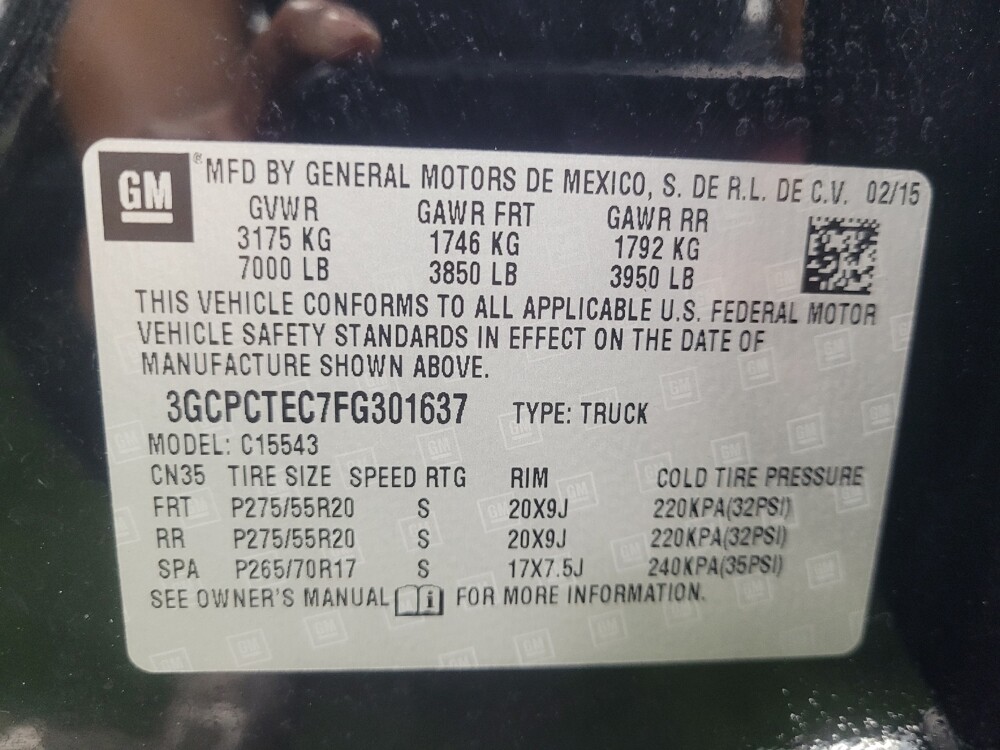 GM
® MFD BY GENERAL MOTORS DE MEXICO, S. DE R.L. DE C.V. 02/15
GVWR GAWR FRT GAWR RR
3175 KG 1746 KG 1792 KG
7000 LB 3850 LB 3950 LB
THIS VEHICLE CONFORMS TO ALL APPLICABLE U.S. FEDERAL MOTOR
VEHICLE SAFETY STANDARDS IN EFFECT ON THE DATE OF
MANUFACTURE SHOWN ABOVE.
3GCPCTEC7FG301637 TYPE: TRUCK
MODEL: C15543
CN35 TIRE SIZE SPEED RTG RIM COLD TIRE PRESSURE
FRT P275/55R20 S 20X9J 220KPA(32PSI)
RR P275/55R20 S 20X9J 220KPA(32PSI)
SPA P265/70R17 S 17X7.5J 240KPA(35PSI)
SEE OWNER'S MANUAL i FOR MORE INFORMATION.